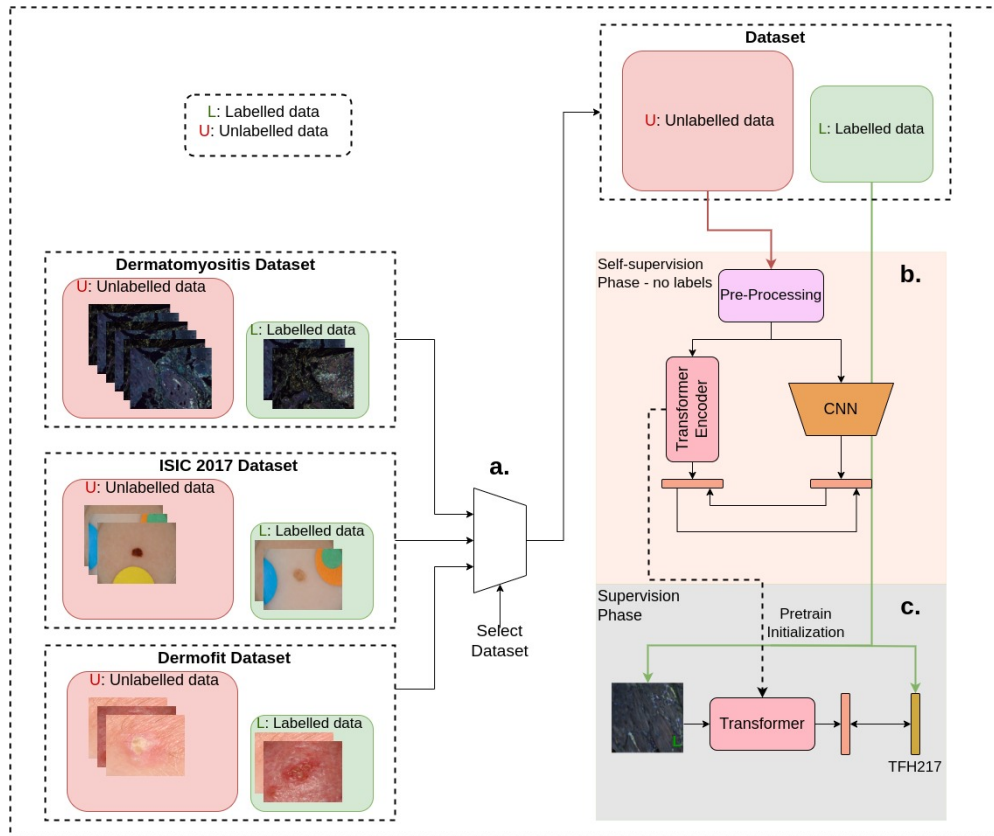 Dataset
U: Unlabelled data
L: Labelled data
L: Labelled data
U: Unlabelled data
Dermatomyositis Dataset
U: Unlabelled data
L: Labelled data
ISIC 2017 Dataset
U: Unlabelled data
L: Labelled data
Dermofit Dataset
U: Unlabelled data
L: Labelled data
a.
Select
Dataset
Self-supervision
Phase - no labels
b.
Pre-Processing
Transformer
Encoder
CNN
Supervision
Phase
c.
Pretrain
Initialization
L
Transformer
TFH217